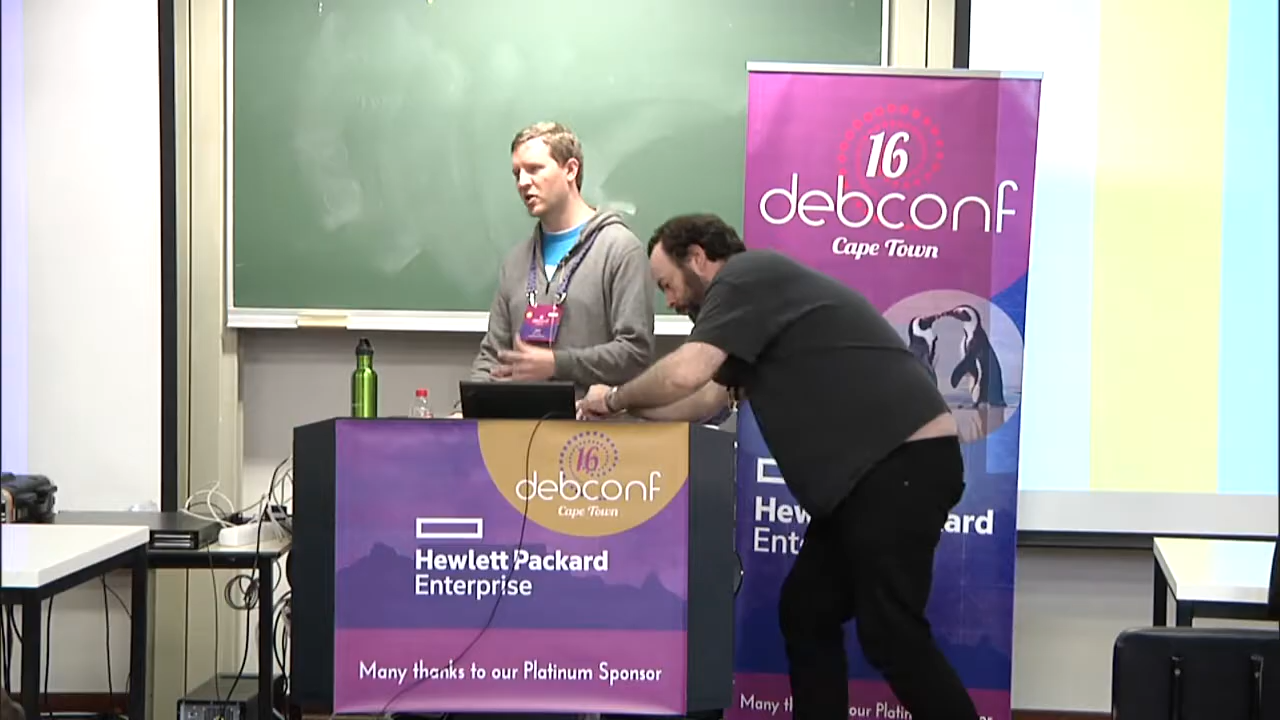 16
debconf
Cape Town
16
debconf
Cape Town
Hewlett Packard
Enterprise
Many thanks to our Platinum Sponsor
Hew ard
Ent
Many th our Platin